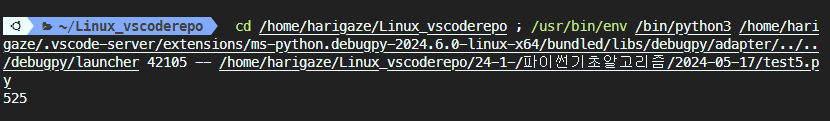 ~/Linux_vscoderepo cd /home/harigaze/Linux_vscoderepo ; /usr/bin/env /bin/python3 /home/hari
gaze/.vscode-server/extensions/ms-python.debugpy-2024.6.0-linux-x64/bundled/libs/debugpy/adapter/../..
/debugpy/launcher 42105 -- /home/harigaze/Linux_vscoderepo/24-1-/파이썬기초알고리즘/2024-05-17/test5.p
y
525